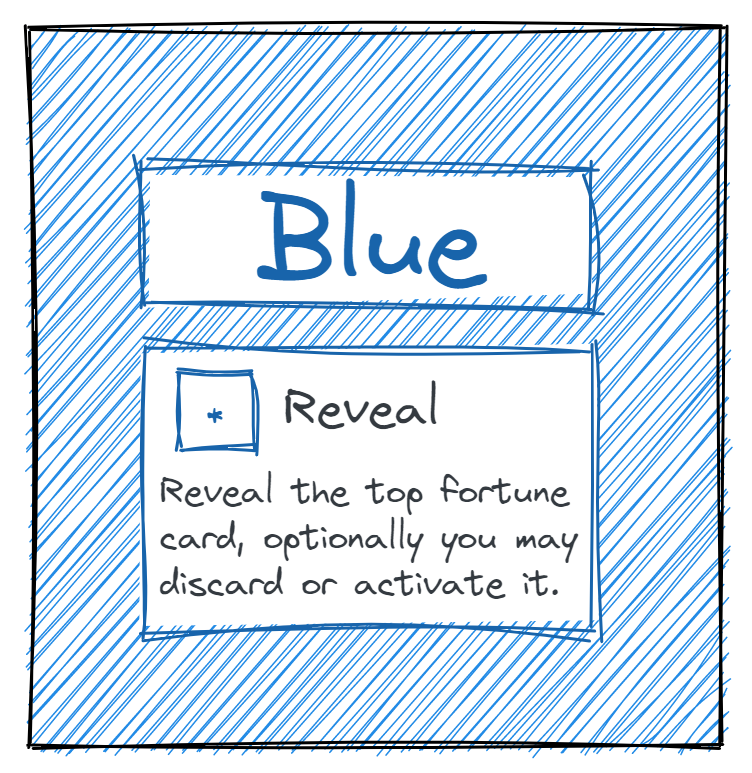 Blue
* Reveal
Reveal the top fortune
card, optionally you may
discard or activate it.